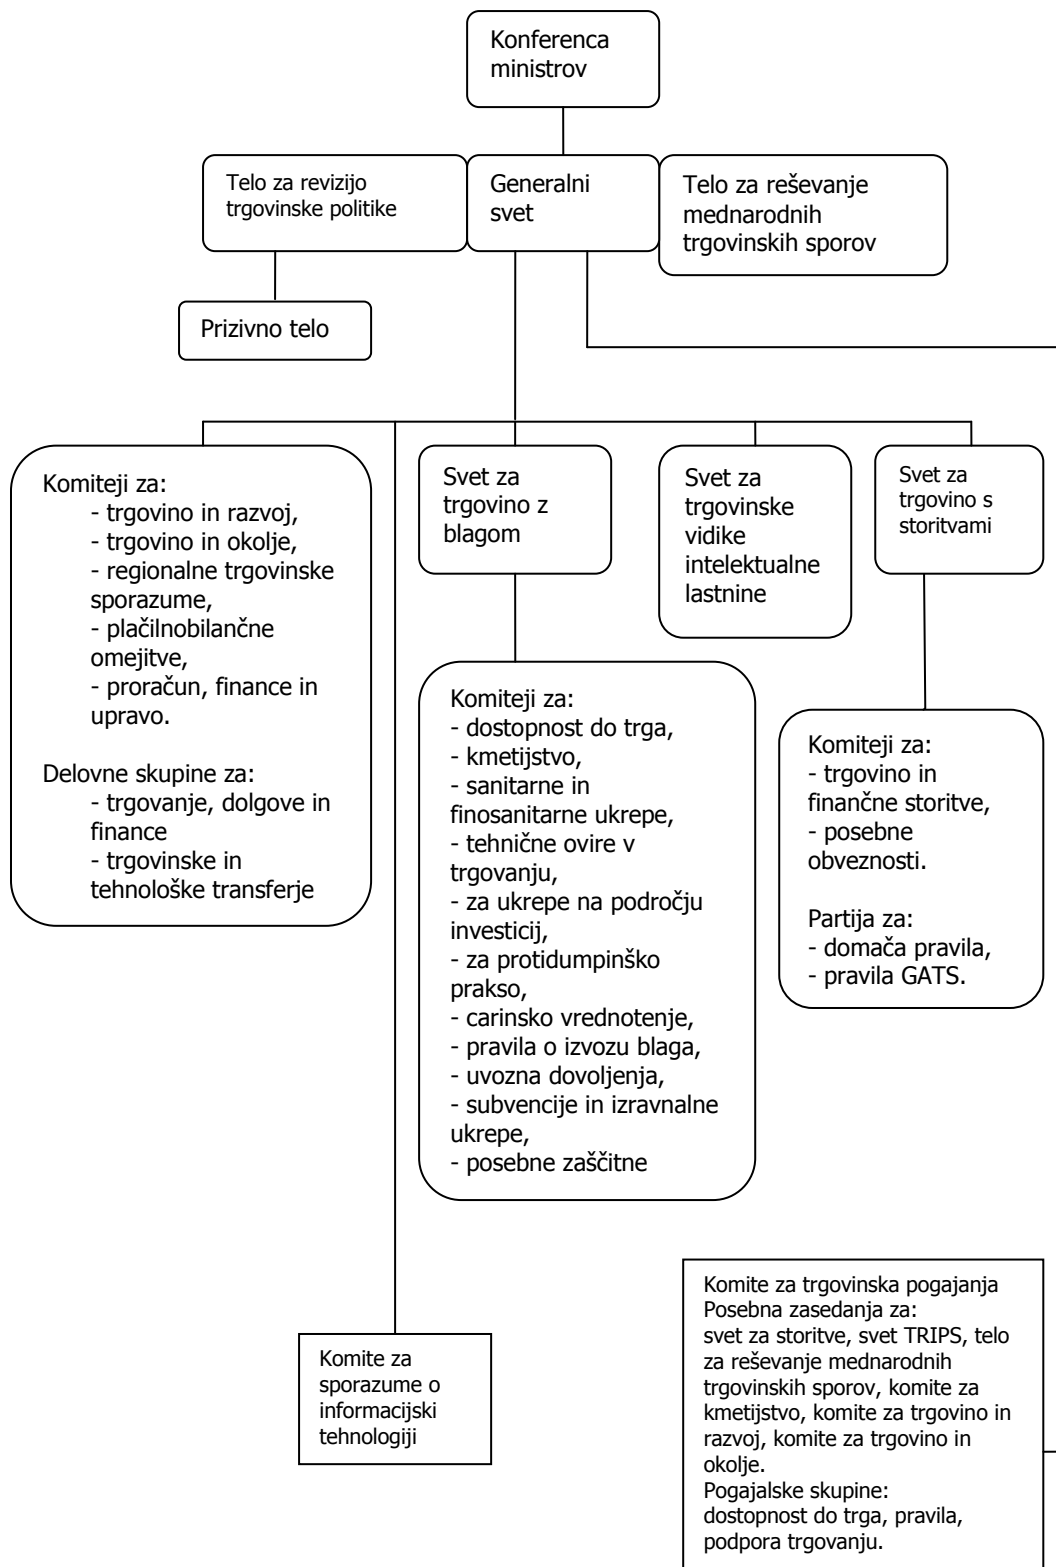 Konferenca
ministrov
Telo za revizijo
trgovinske politike
Generalni
svet
Telo za reševanje
mednarodnih
trgovinskih sporov
Prizivno telo
Komiteji za:
- trgovino in razvoj,
- trgovino in okolje,
- regionalne trgovinske
sporazume,
- plačilnobilančne
omejitve,
- proračun, finance in
upravo.
Delovne skupine za:
- trgovanje, dolgove in
finance
- trgovinske in
tehnološke transferje
Svet za
trgovino z
blagom
Svet za
trgovinske
vidike
intelektualne
lastnine
Svet za
trgovino s
storitvami
Komiteji za:
- dostopnost do trga,
- kmetijstvo,
- sanitarne in
finosanitarne ukrepe,
- tehnične ovire v
trgovanju,
- za ukrepe na področju
investicij,
- za protidumpinško
prakso,
- carinsko vrednotenje,
- pravila o izvozu blaga,
- uvozna dovoljenja,
- subvencije in izravnalne
ukrepe,
- posebne zaščitne
Komiteji za:
- trgovino in
finančne storitve,
- posebne
obveznosti.
Partija za:
- domača pravila,
- pravila GATS.
Komite za
sporazume o
informacijski
tehnologiji
Komite za trgovinska pogajanja
Posebna zasedanja za:
svet za storitve, svet TRIPS, telo
za reševanje mednarodnih
trgovinskih sporov, komite za
kmetijstvo, komite za trgovino in
razvoj, komite za trgovino in
okolje.
Pogajalske skupine:
dostopnost do trga, pravila,
podpora trgovanju.